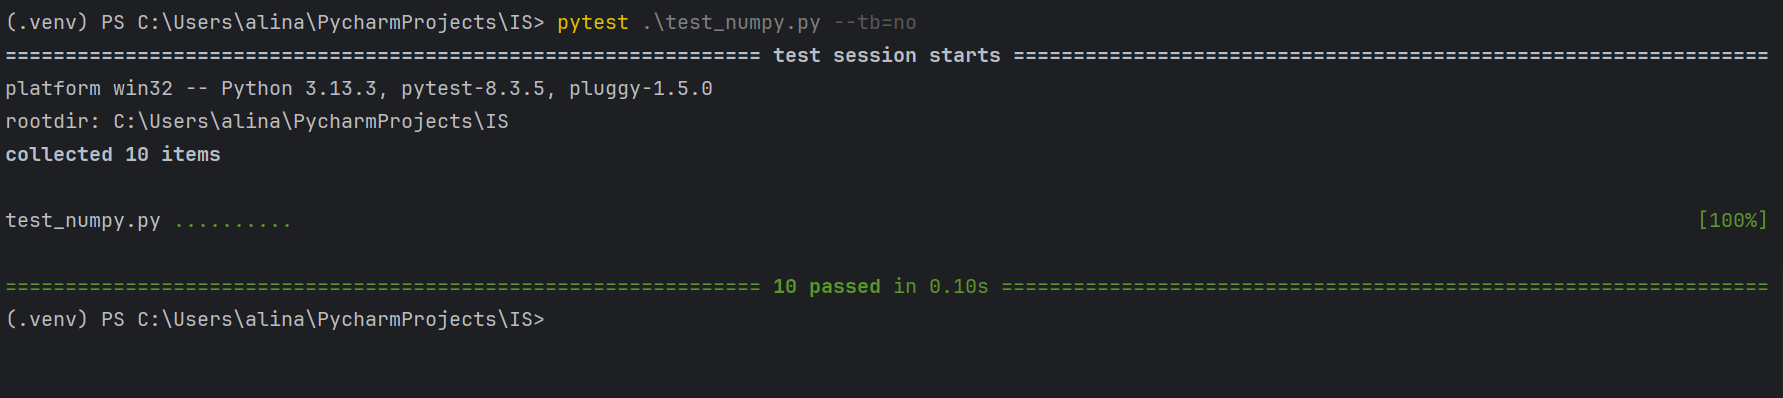 (.venv) PS C:\Users\alina\PycharmProjects\IS> pytest .\test_numpy.py --tb=no
=============================================================== test session starts ===============================================================
platform win32 -- Python 3.13.3, pytest-8.3.5, pluggy-1.5.0
rootdir: C:\Users\alina\PycharmProjects\IS
collected 10 items
test_numpy.py .......... [100%]
=============================================================== 10 passed in 0.10s ================================================================
(.venv) PS C:\Users\alina\PycharmProjects\IS>